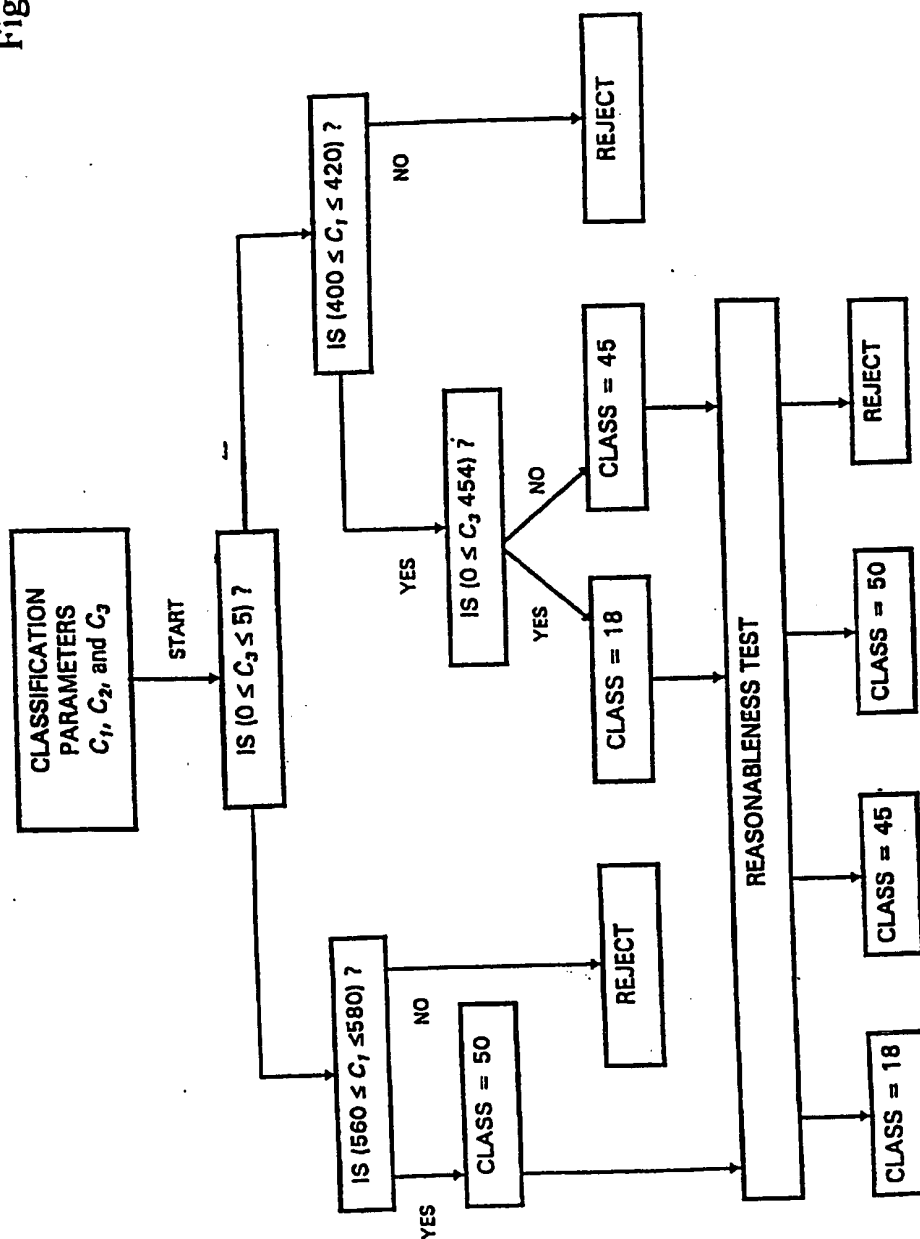 Fig
CLASSIFICATION
PARAMETERS
C₁, C₂, and C₃
START
IS (0 ≤ C₃ ≤ 5) ?
IS (560 ≤ C₁ ≤580) ?
IS (400 ≤ C₁ ≤ 420) ?
YES
NO
YES
NO
CLASS = 50
REJECT
IS (0 ≤ C₃ 454) ?
REJECT
YES
NO
CLASS = 18
CLASS = 45
REASONABLENESS TEST
CLASS = 18
CLASS = 45
CLASS = 50
REJECT